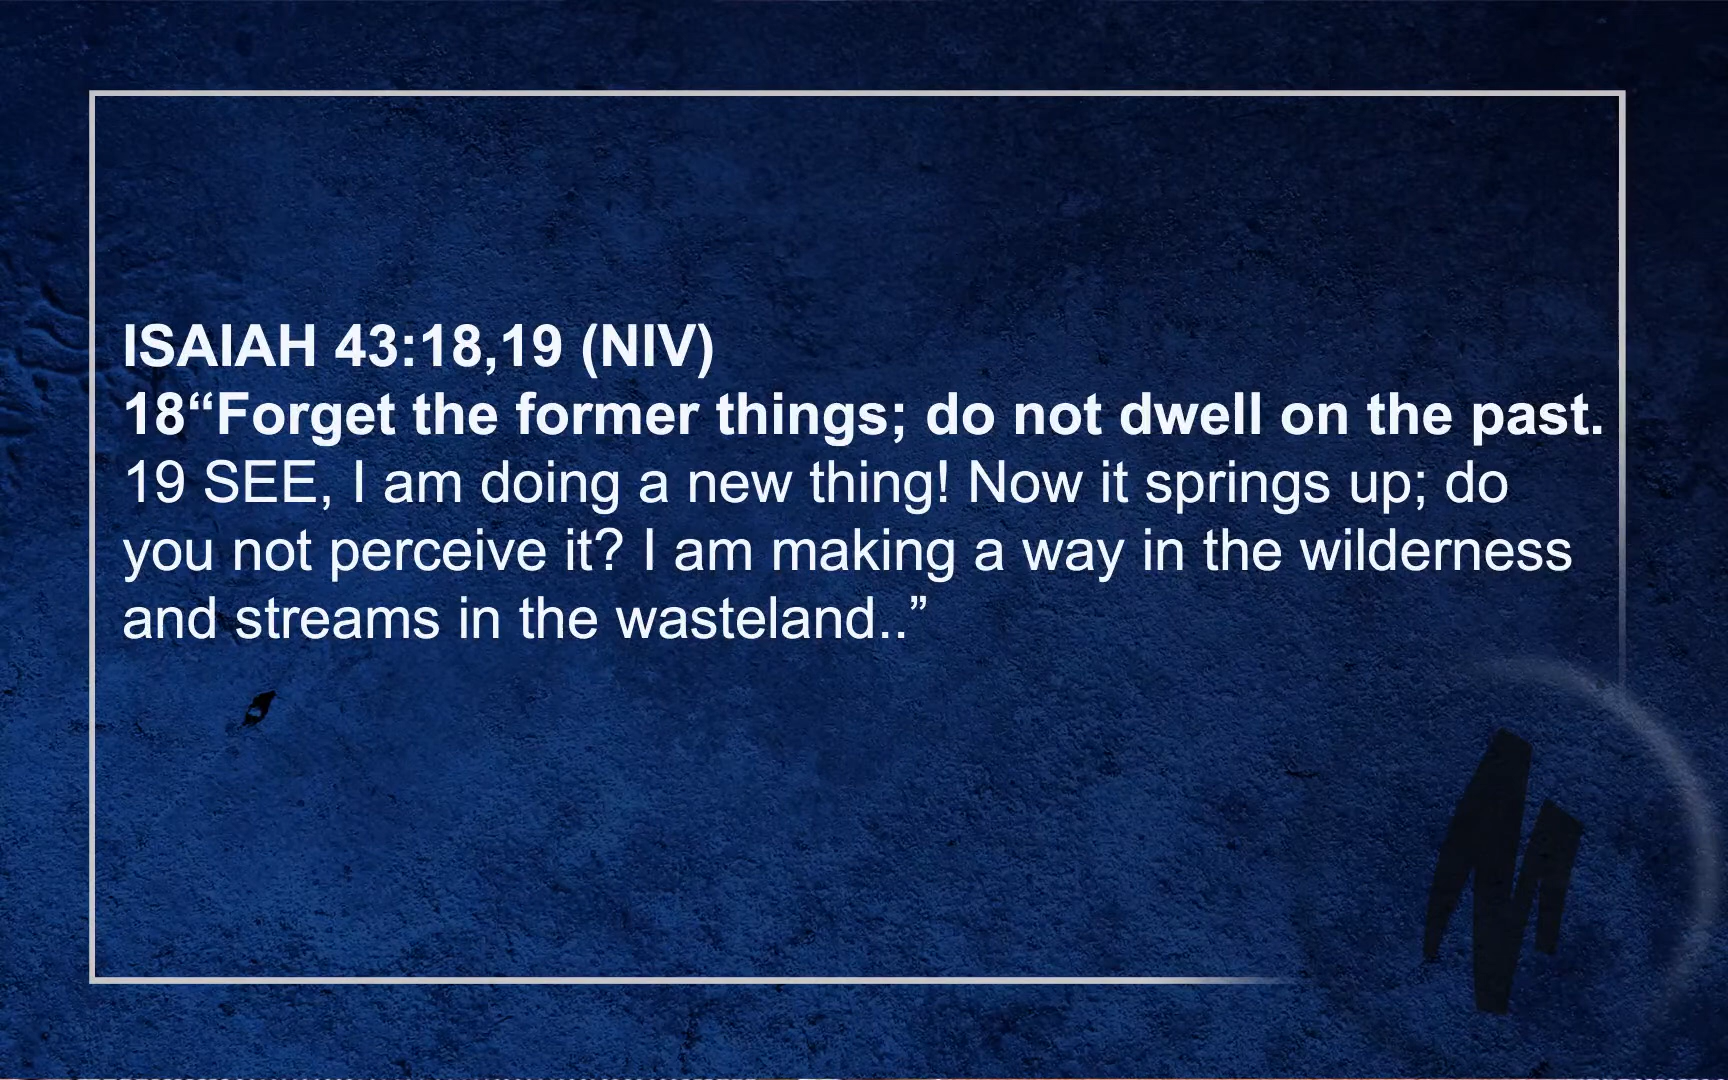 ISAIAH 43:18,19 (NIV)
18“Forget the former things; do not dwell on the past.
19 SEE, I am doing a new thing! Now it springs up; do
you not perceive it? I am making a way in the wilderness
and streams in the wasteland..”